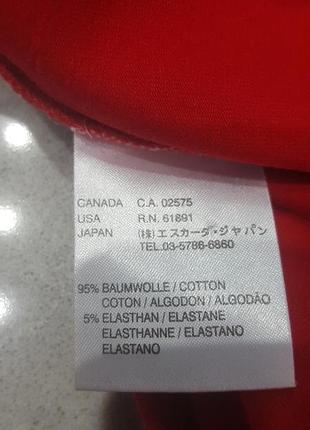 CANADA C.A. 02575
USA R.N. 61891
JAPAN (株)エスカーダ・ジャパン
TEL.03-5786-6860
95% BAUMWOLLE / COTTON
COTON / ALGODON / ALGODÃO
5% ELASTHAN / ELASTANE
ELASTHANNE / ELASTANO
ELASTANO